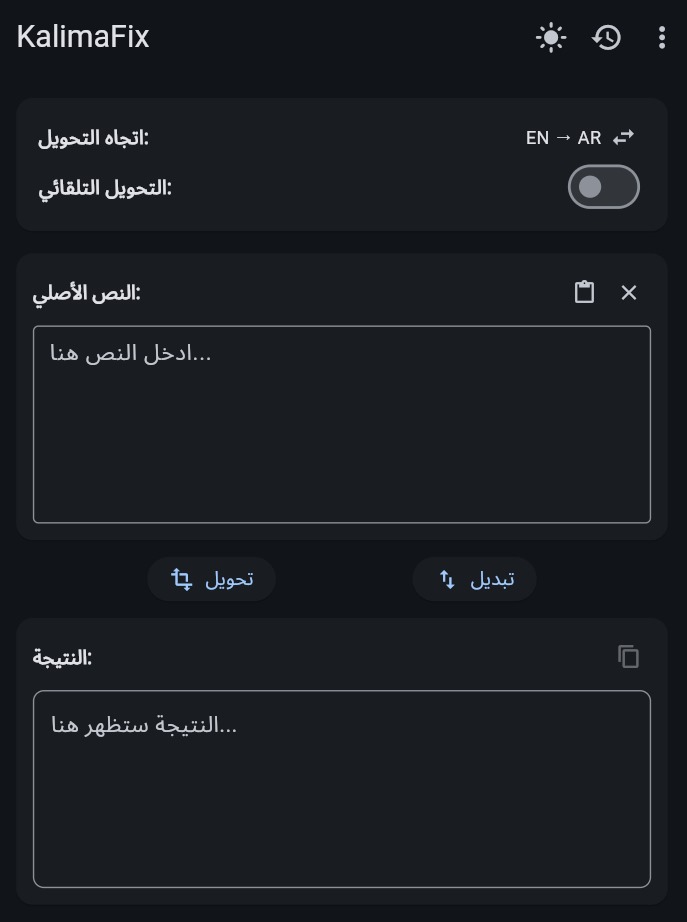 KalimaFix
اتجاه التحويل:
EN → AR
التحويل التلقائي:
النص الأصلي:
ادخل النص هنا...
تحويل
تبديل
النتيجة:
النتيجة ستظهر هنا...